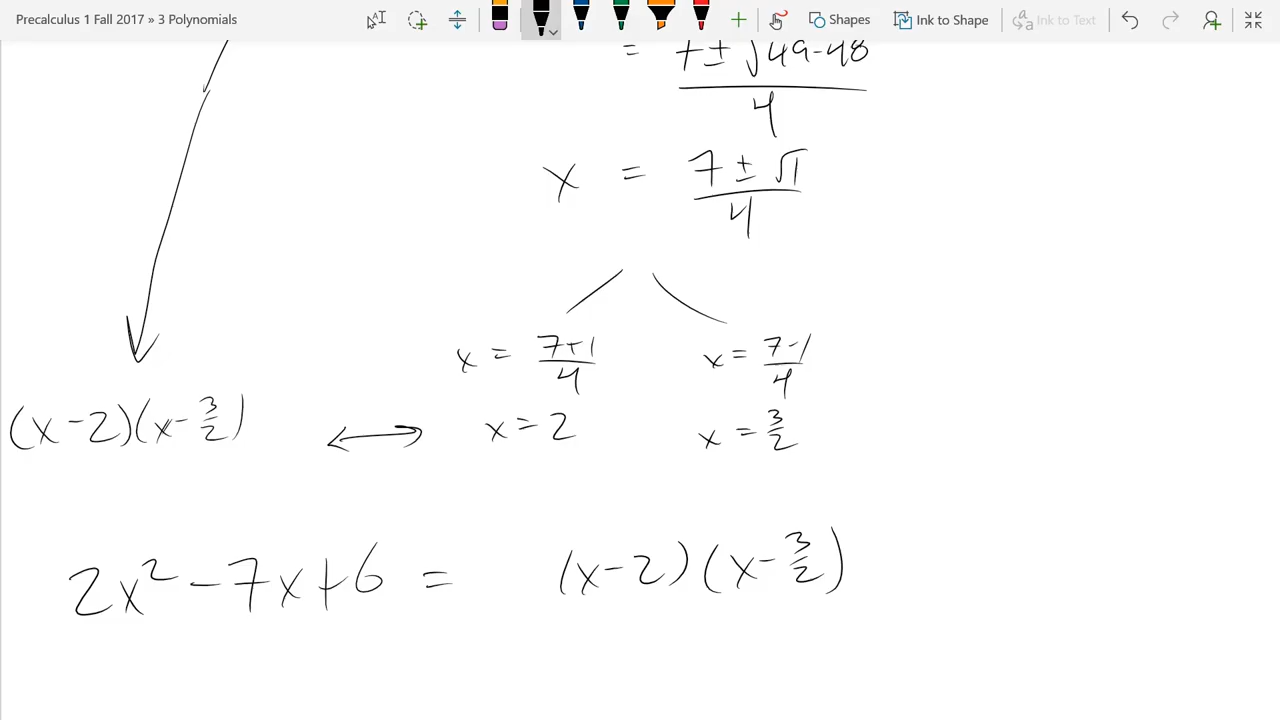 Precalculus 1 Fall 2017 » 3 Polynomials
Shapes
Ink to Shape
Ink to Text
= (7 ± √49-48)/4
x = (7 ± √1)/4
x = (7+1)/4 x = (7-1)/4
(x-2)(x-3/2) ↔ x = 2 x = 3/2
2x² - 7x + 6 = (x-2)(x-3/2)